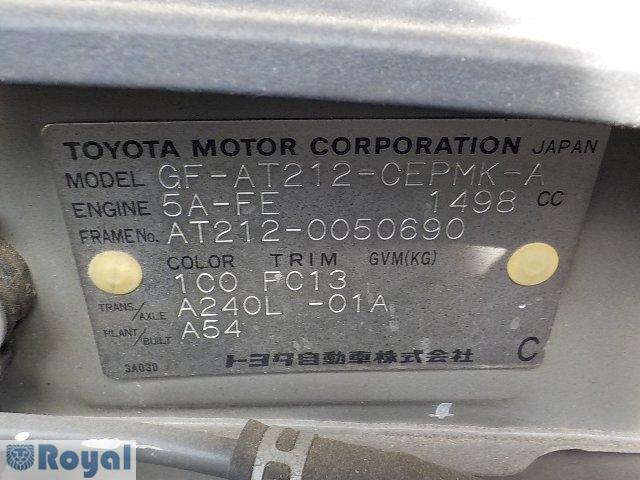 TOYOTA MOTOR CORPORATION JAPAN
MODEL GF-AT212-CEPMK-A
ENGINE 5A-FE 1498 CC
FRAME No. AT212-0050690
COLOR TRIM GVM(KG)
1C0 FC13
TRANS./AXLE A240L -01A
PLANT/BUILT A54
3A030
トヨタ自動車株式会社 C
Royal